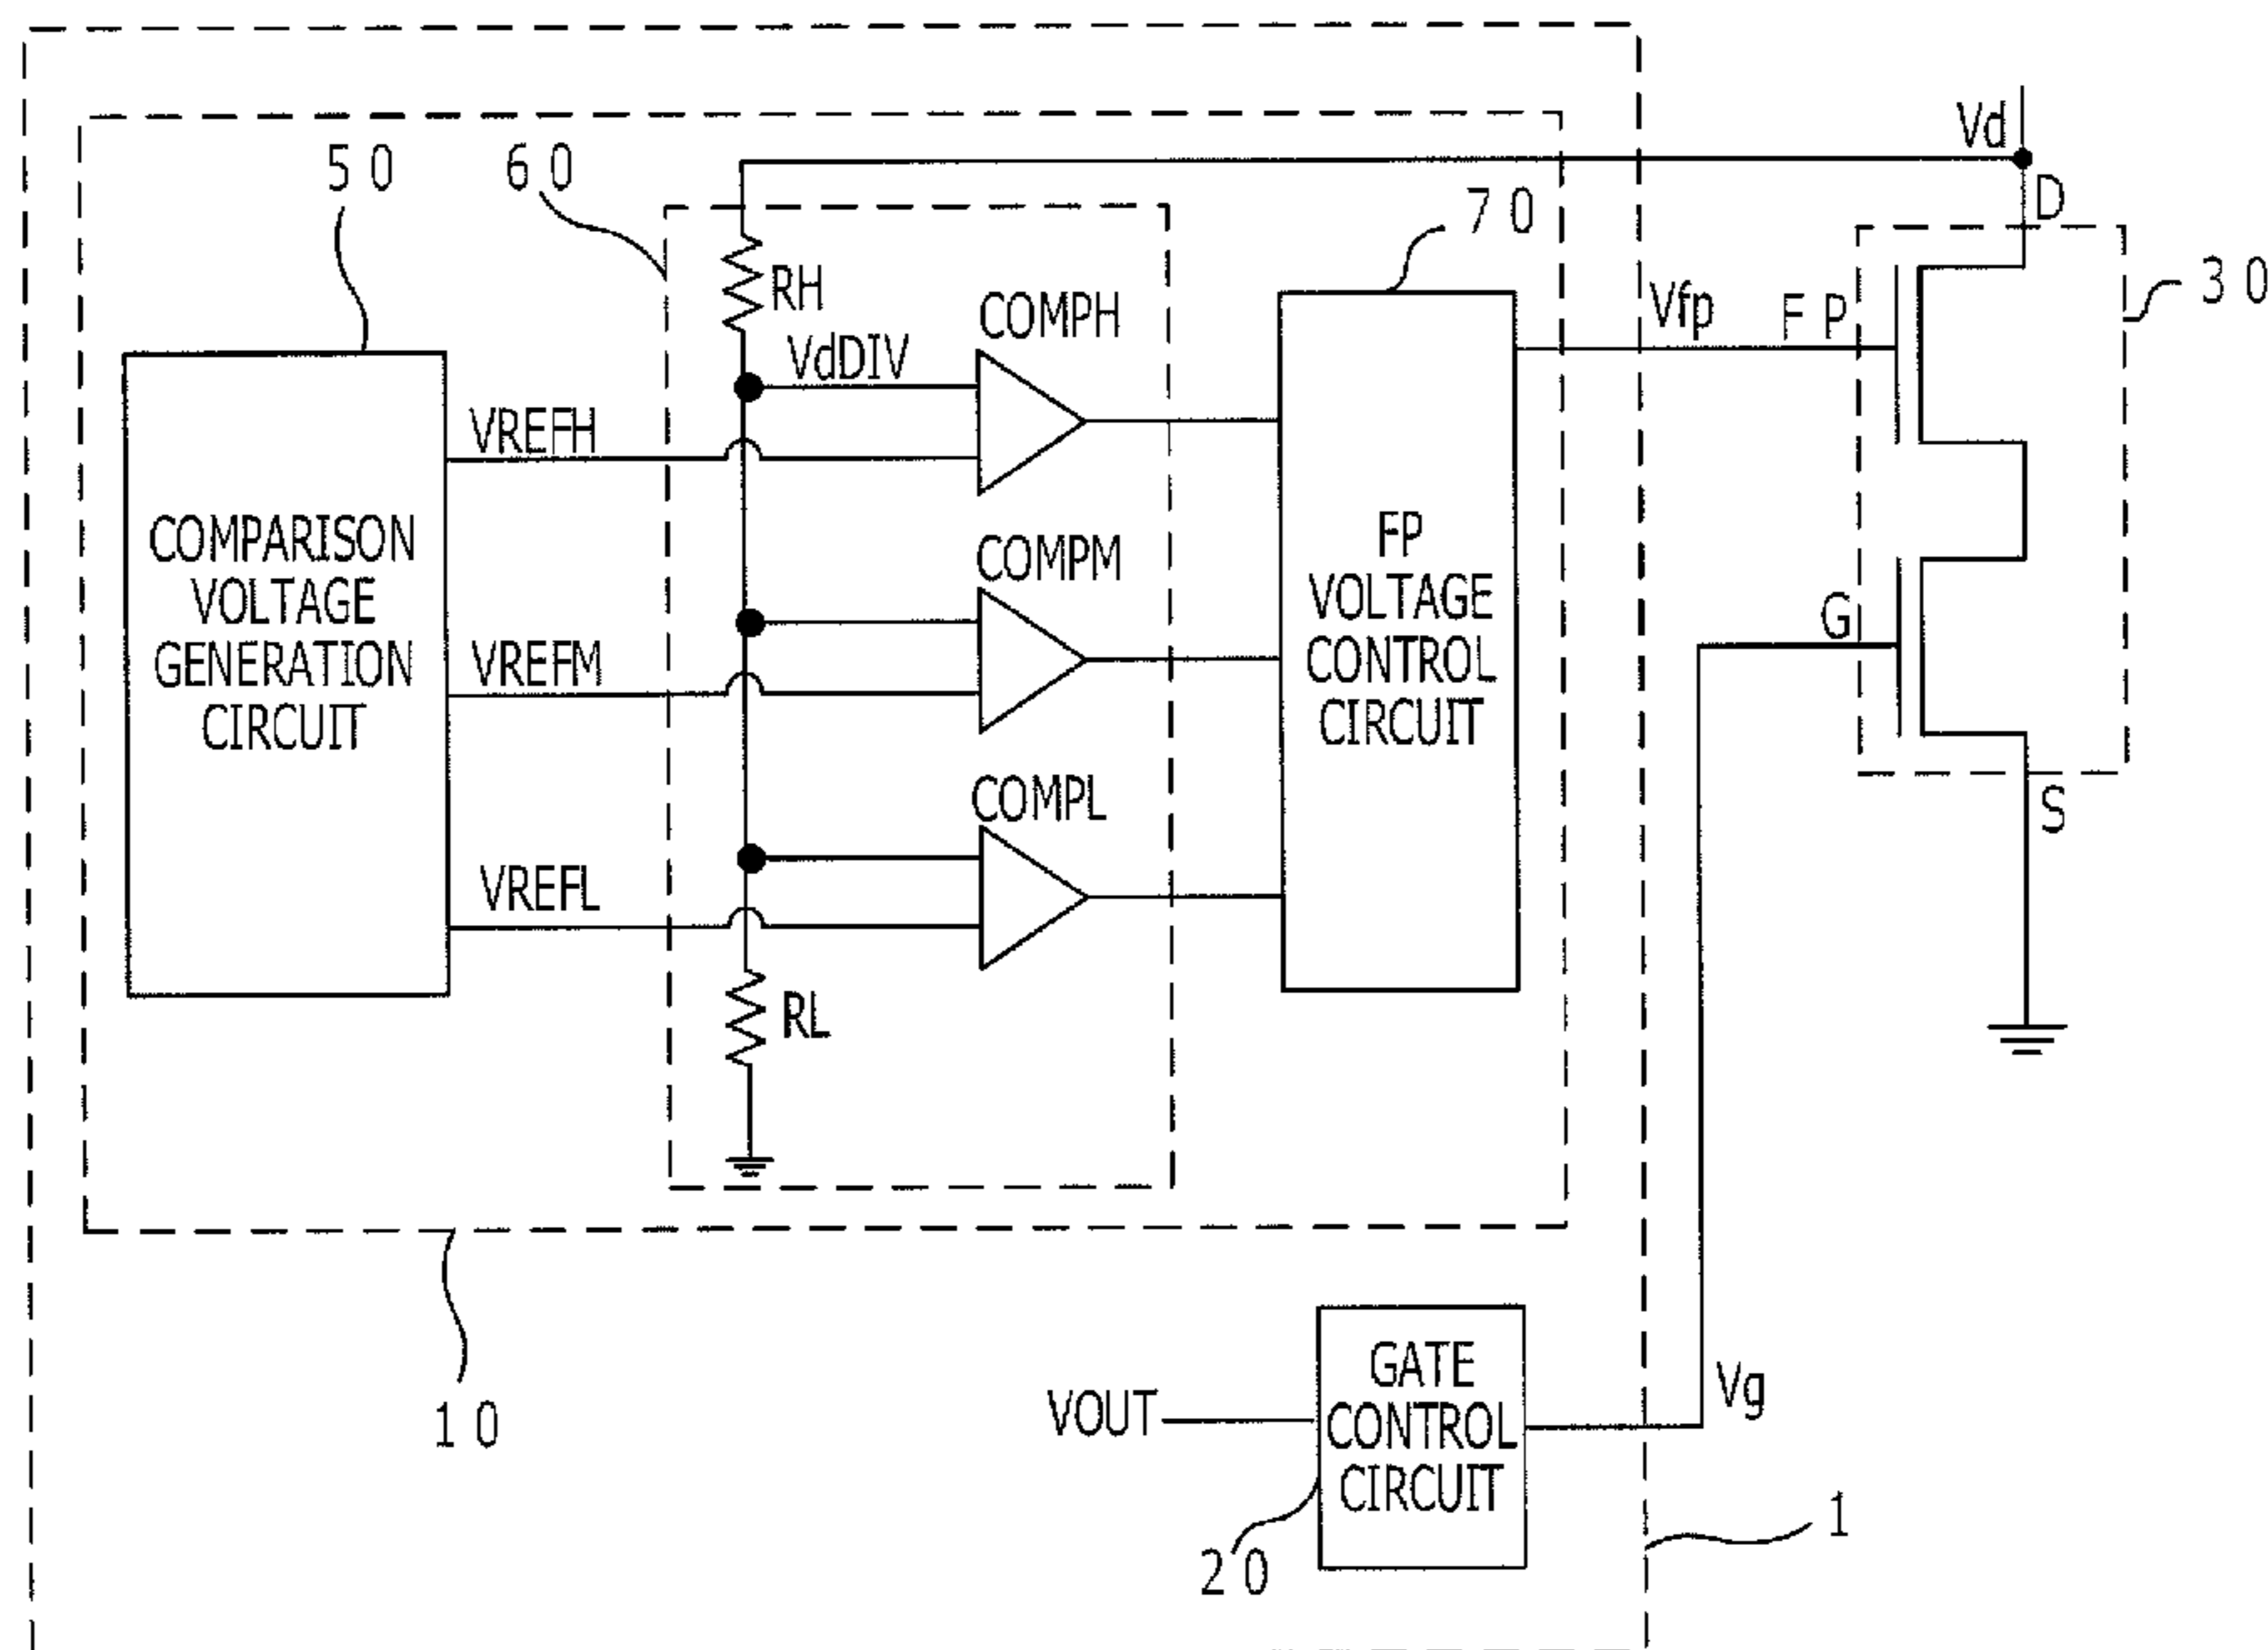 Vd
50
60
D
70
RH
COMPH
Vfp
FP
30
VdDIV
VREFH
COMPARISON
VOLTAGE
GENERATION
CIRCUIT
COMPM
FP
VOLTAGE
CONTROL
CIRCUIT
G
VREFM
COMPL
S
VREFL
RL
10
GATE
CONTROL
CIRCUIT
VOUT
Vg
20
1